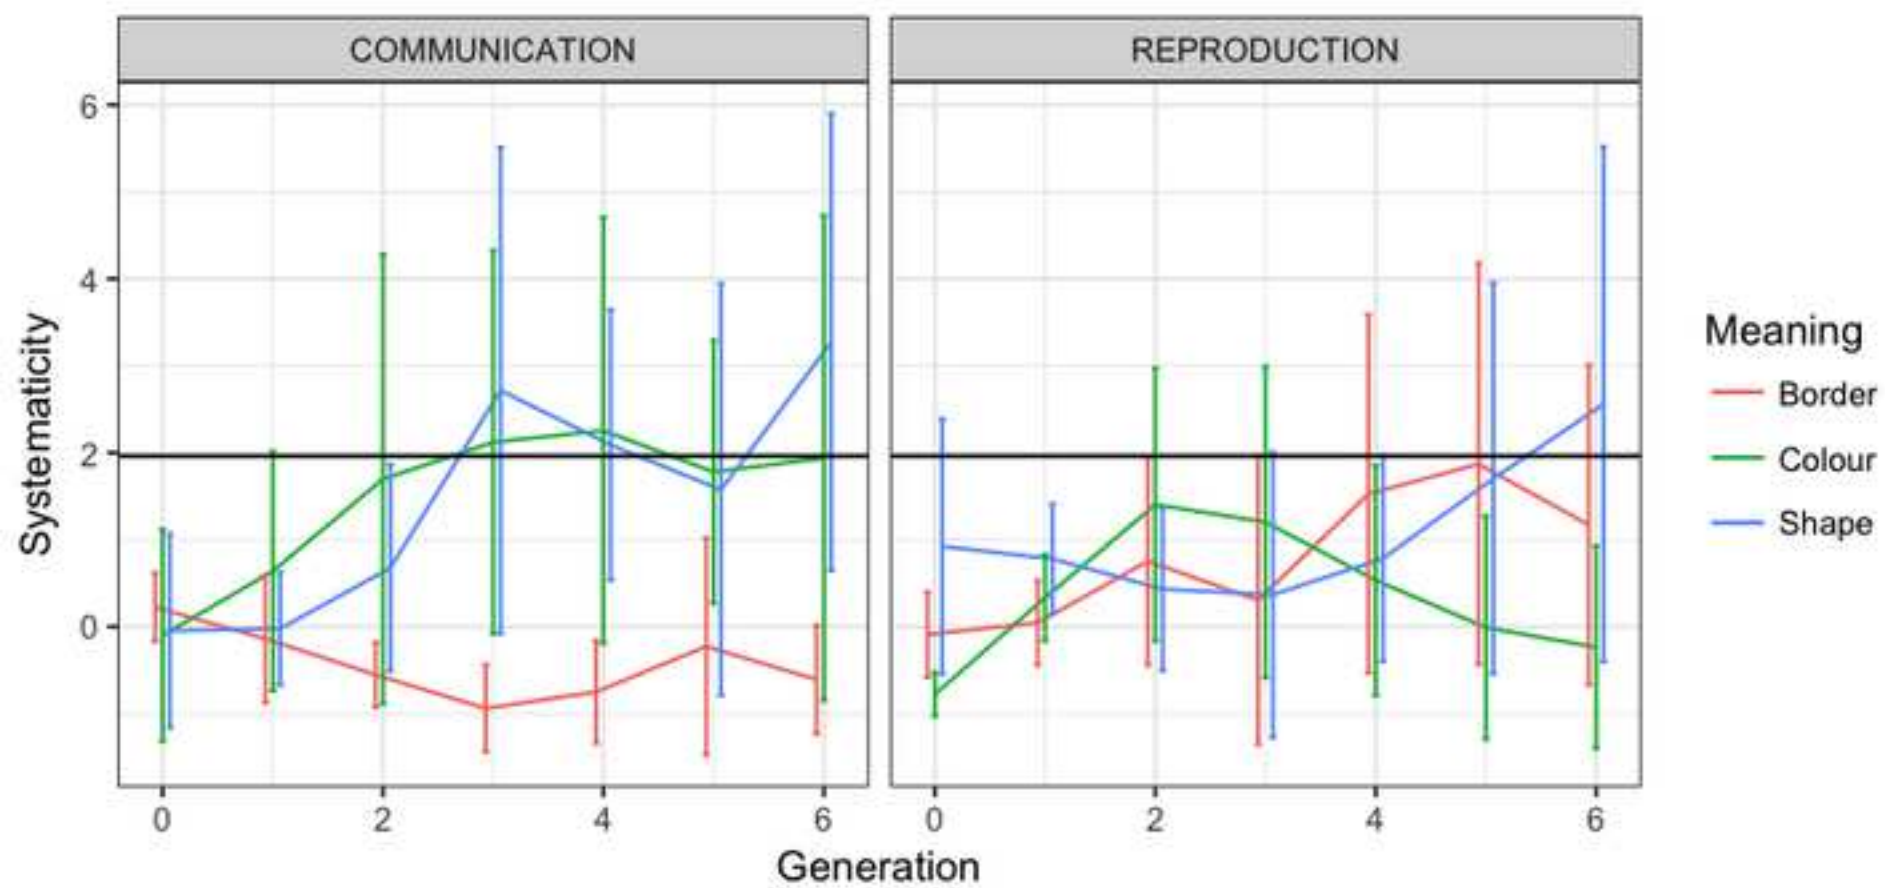 COMMUNICATION
REPRODUCTION
6
4
2
0
Systematicity
0 2 4 6
0 2 4 6
Generation
Meaning
Border
Colour
Shape